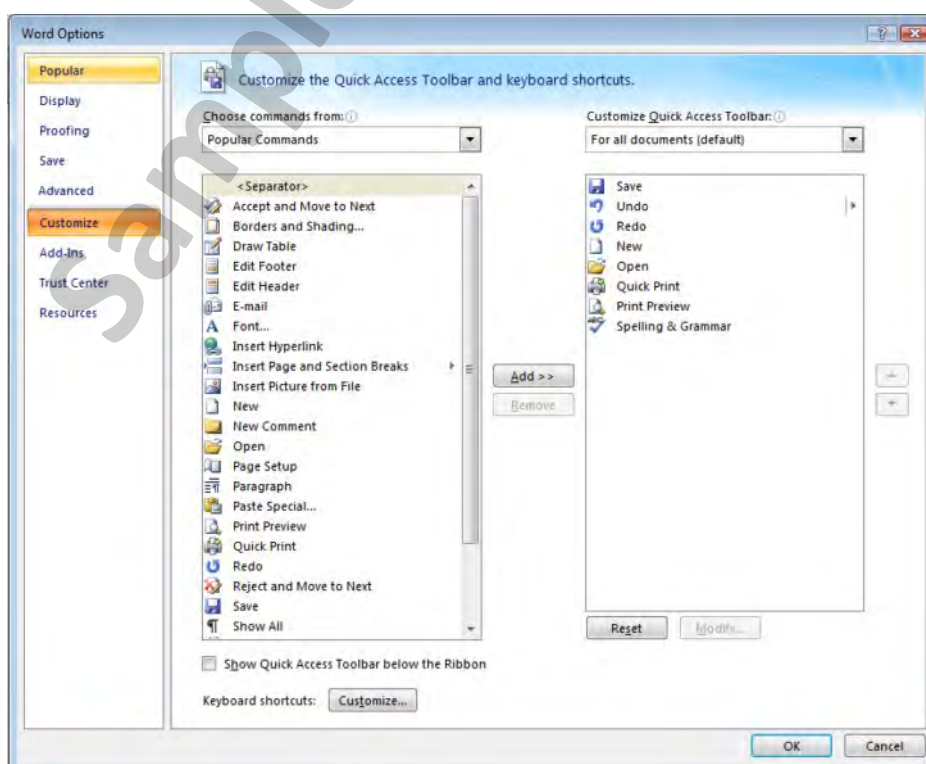 Sample
Word Options
Popular
Display
Proofing
Save
Advanced
Customize
Add-Ins
Trust Center
Resources
Customize the Quick Access Toolbar and keyboard shortcuts.
Choose commands from:
Popular Commands
<Separator>
Accept and Move to Next
Borders and Shading...
Draw Table
Edit Footer
Edit Header
E-mail
Font...
Insert Hyperlink
Insert Page and Section Breaks
Insert Picture from File
New
New Comment
Open
Page Setup
Paragraph
Paste Special...
Print Preview
Quick Print
Redo
Reject and Move to Next
Save
Show All
Add >>
Remove
Customize Quick Access Toolbar:
For all documents (default)
Save
Undo
Redo
New
Open
Quick Print
Print Preview
Spelling & Grammar
Reset
Modify...
Show Quick Access Toolbar below the Ribbon
Keyboard shortcuts: Customize...
OK
Cancel